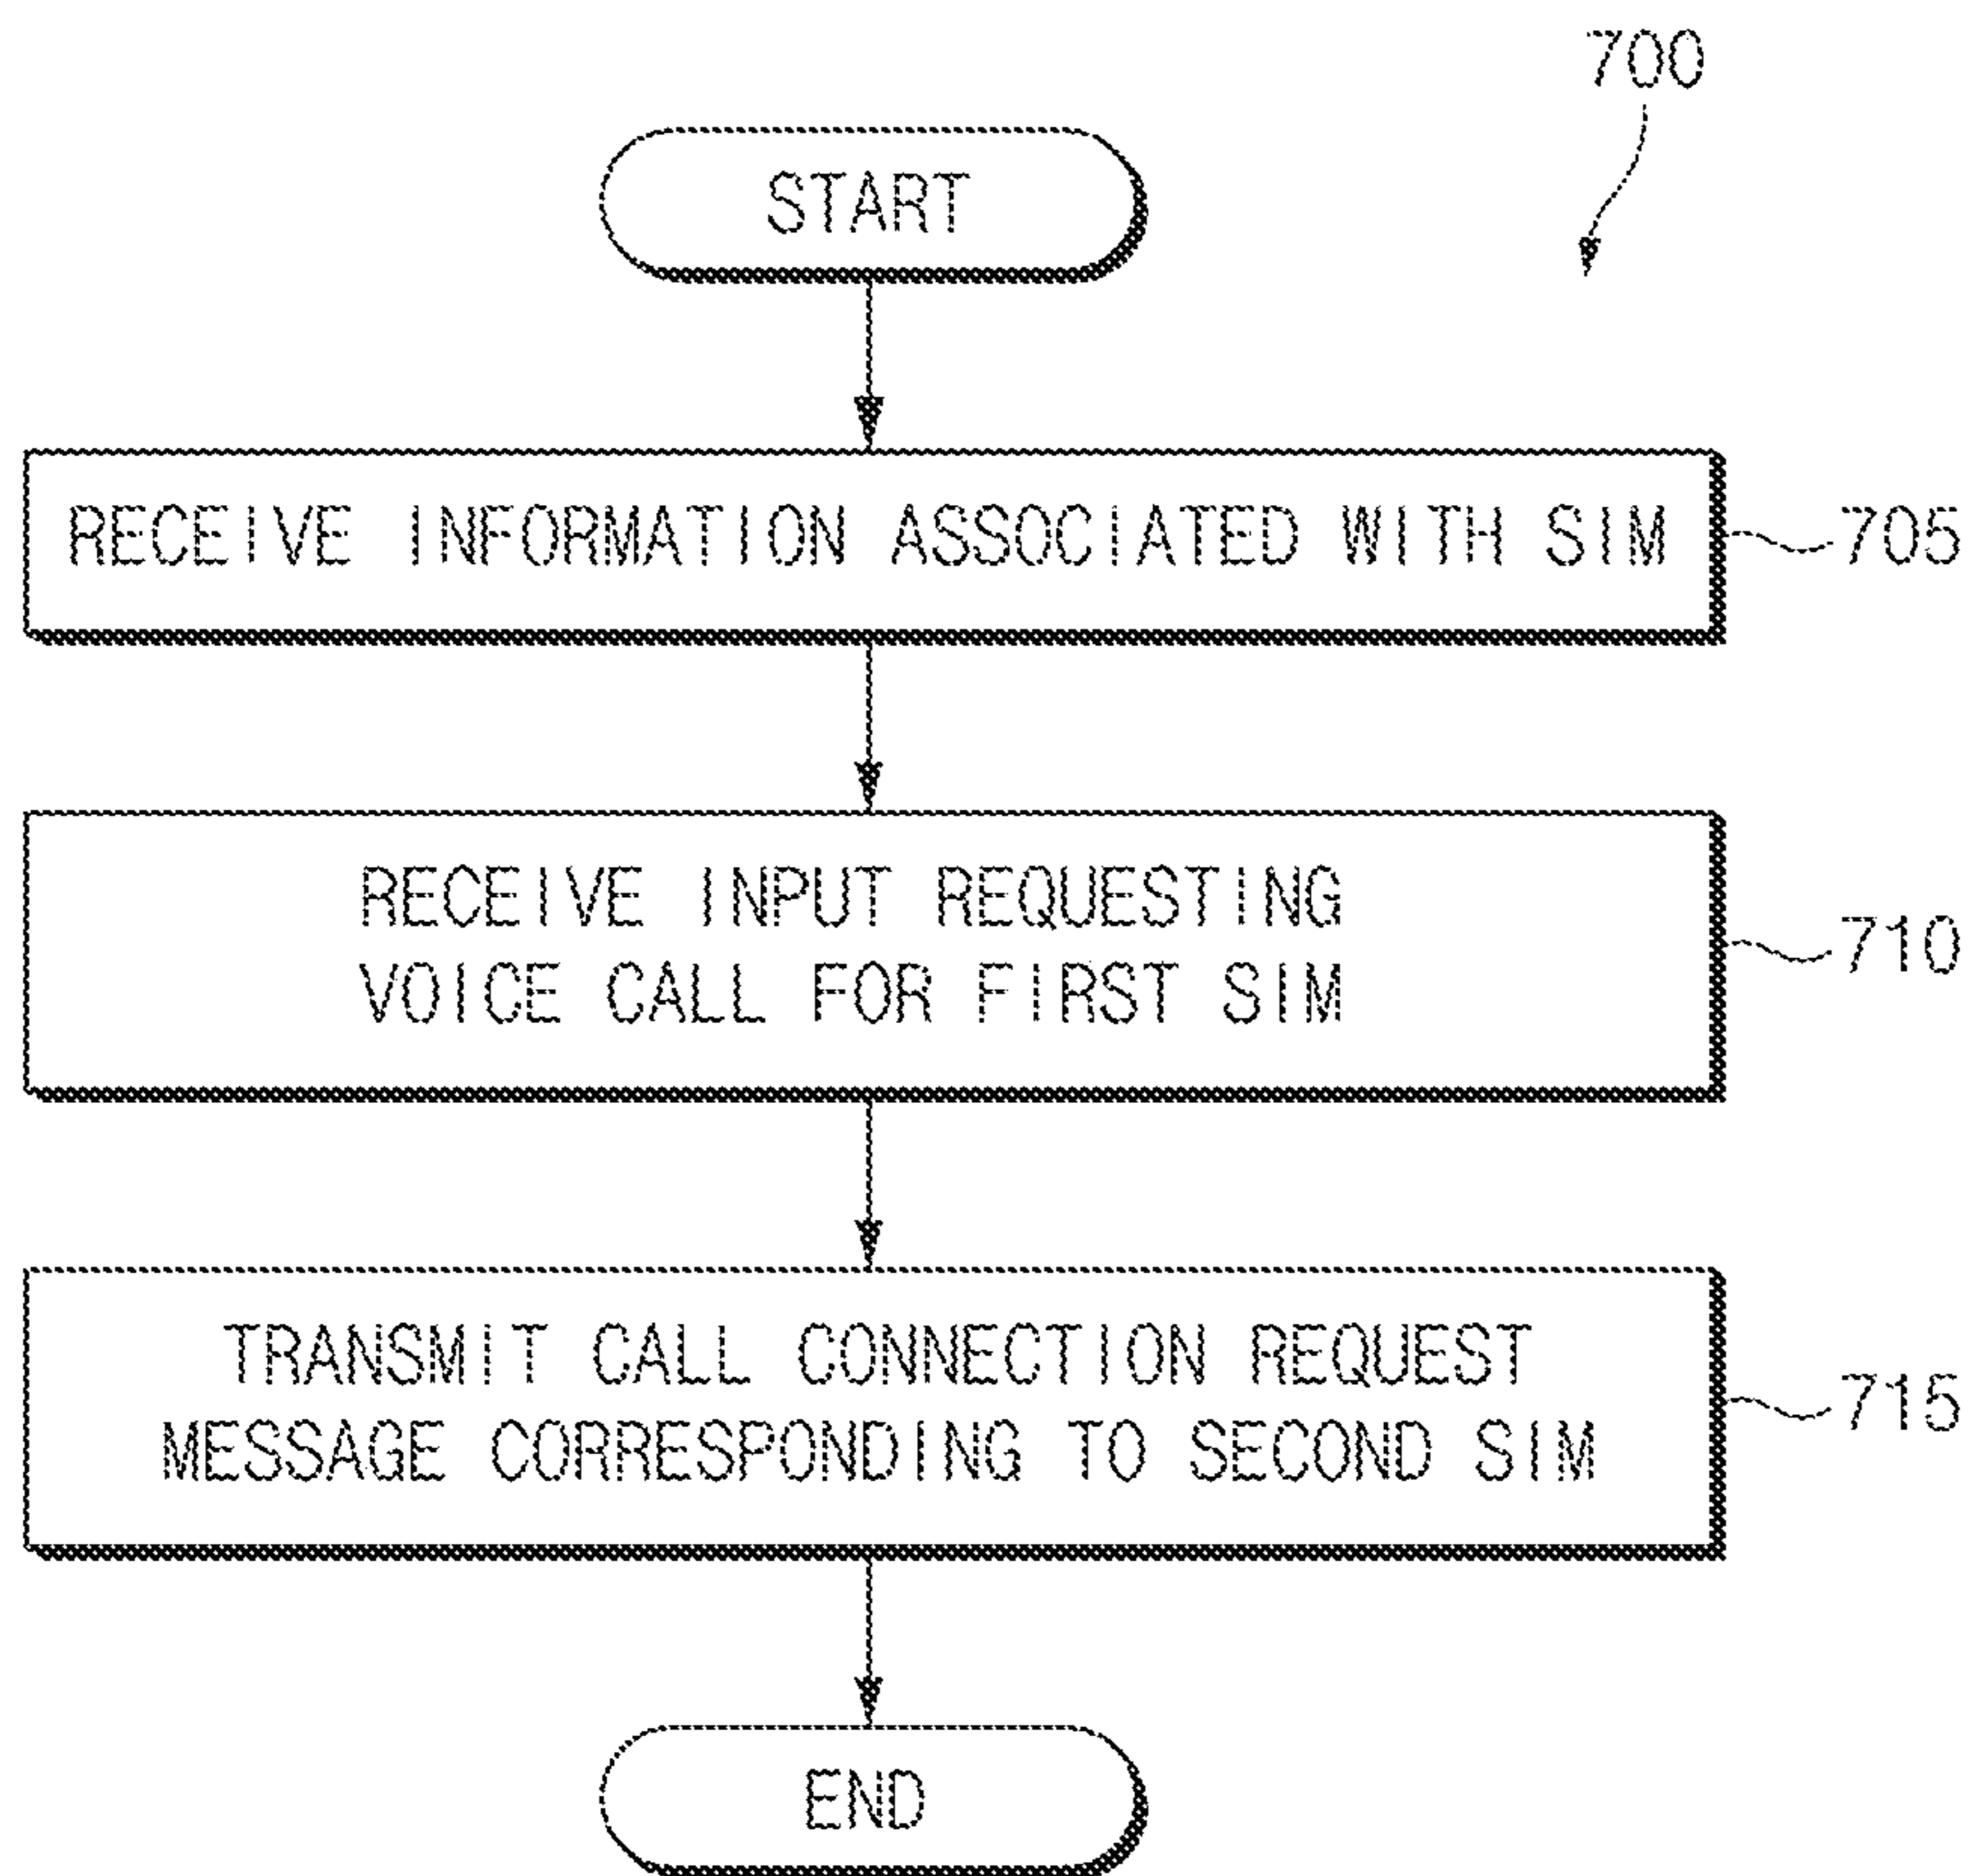 700
START
RECEIVE INFORMATION ASSOCIATED WITH SIM
705
RECEIVE INPUT REQUESTING
VOICE CALL FOR FIRST SIM
710
TRANSMIT CALL CONNECTION REQUEST
MESSAGE CORRESPONDING TO SECOND SIM
715
END